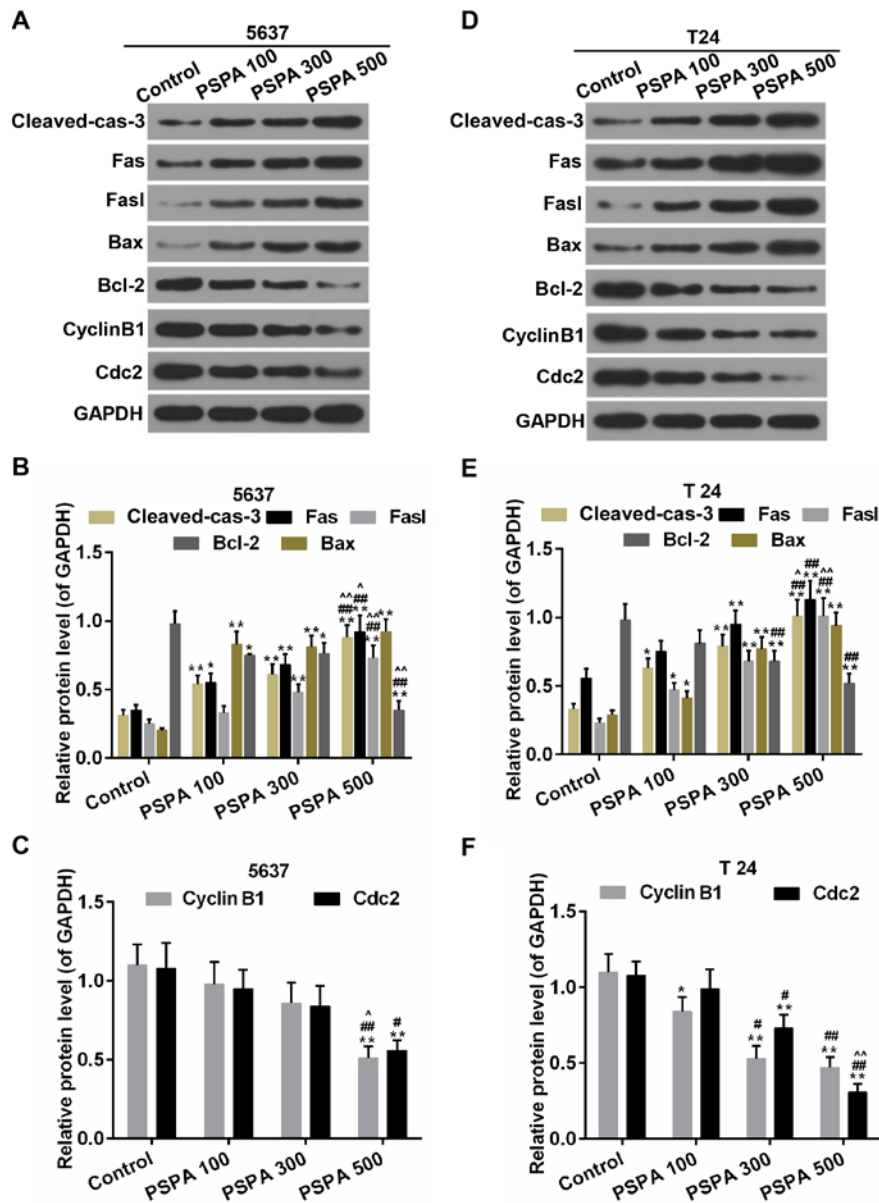 A
5637
Control PSPA 100 PSPA 300 PSPA 500
Cleaved-cas-3
Fas
Fasl
Bax
Bcl-2
CyclinB1
Cdc2
GAPDH
D
T24
Control PSPA 100 PSPA 300 PSPA 500
Cleaved-cas-3
Fas
Fasl
Bax
Bcl-2
CyclinB1
Cdc2
GAPDH
B
5637
Cleaved-cas-3 Fas Fasl
Bcl-2 Bax
Relative protein level (of GAPDH)
1.5
1.0
0.5
0.0
** * ** * * ** ** ** ** * ^^ ## ** ^ ## ** ^^ ## ** ** ^^ ## **
Control PSPA 100 PSPA 300 PSPA 500
E
T 24
Cleaved-cas-3 Fas Fasl
Bcl-2 Bax
Relative protein level (of GAPDH)
1.5
1.0
0.5
0.0
* * * ** ** ** ** ## ** ^ ## ** ## ** ^^ ## ** ** ## **
Control PSPA 100 PSPA 300 PSPA 500
C
5637
Cyclin B1 Cdc2
Relative protein level (of GAPDH)
1.5
1.0
0.5
0.0
^ ## ** # **
Control PSPA 100 PSPA 300 PSPA 500
F
T 24
Cyclin B1 Cdc2
Relative protein level (of GAPDH)
1.5
1.0
0.5
0.0
* # ** # ** ## ** ^^ ## **
Control PSPA 100 PSPA 300 PSPA 500